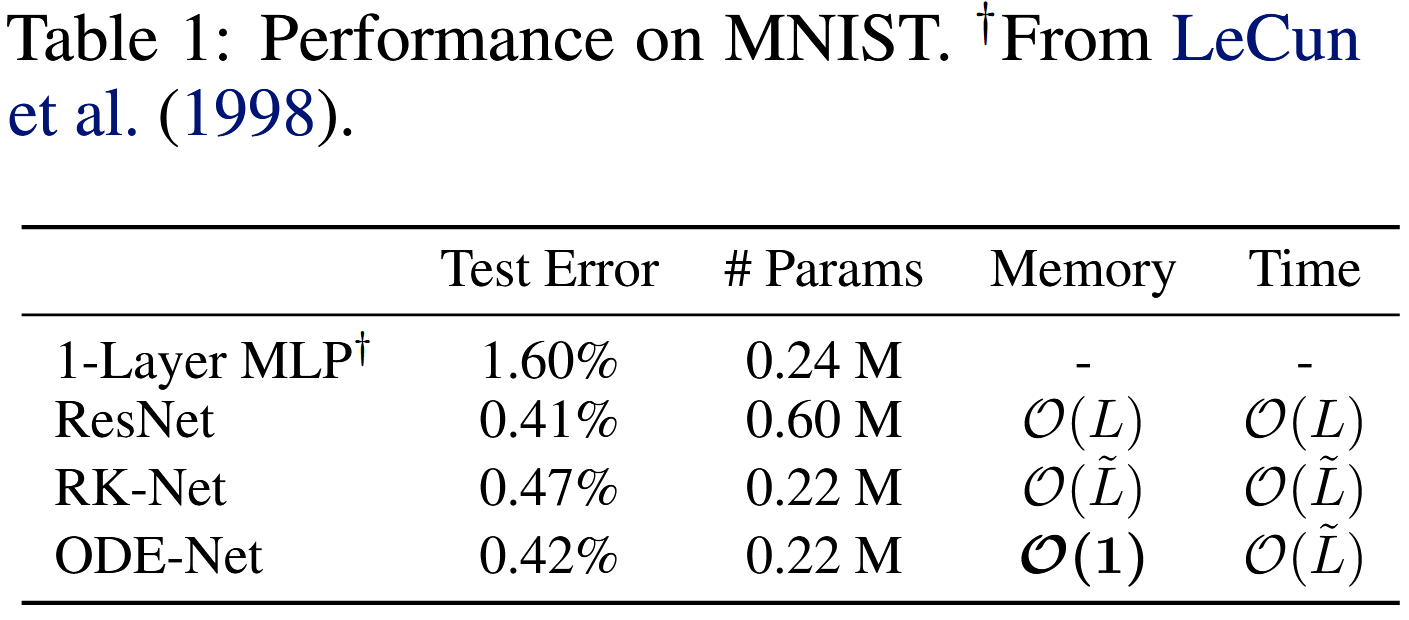 Table 1: Performance on MNIST. †From LeCun
et al. (1998).
Test Error # Params Memory Time
1-Layer MLP† 1.60% 0.24 M - -
ResNet 0.41% 0.60 M 𝒪(L) 𝒪(L)
RK-Net 0.47% 0.22 M 𝒪(L̃) 𝒪(L̃)
ODE-Net 0.42% 0.22 M 𝓞(1) 𝒪(L̃)